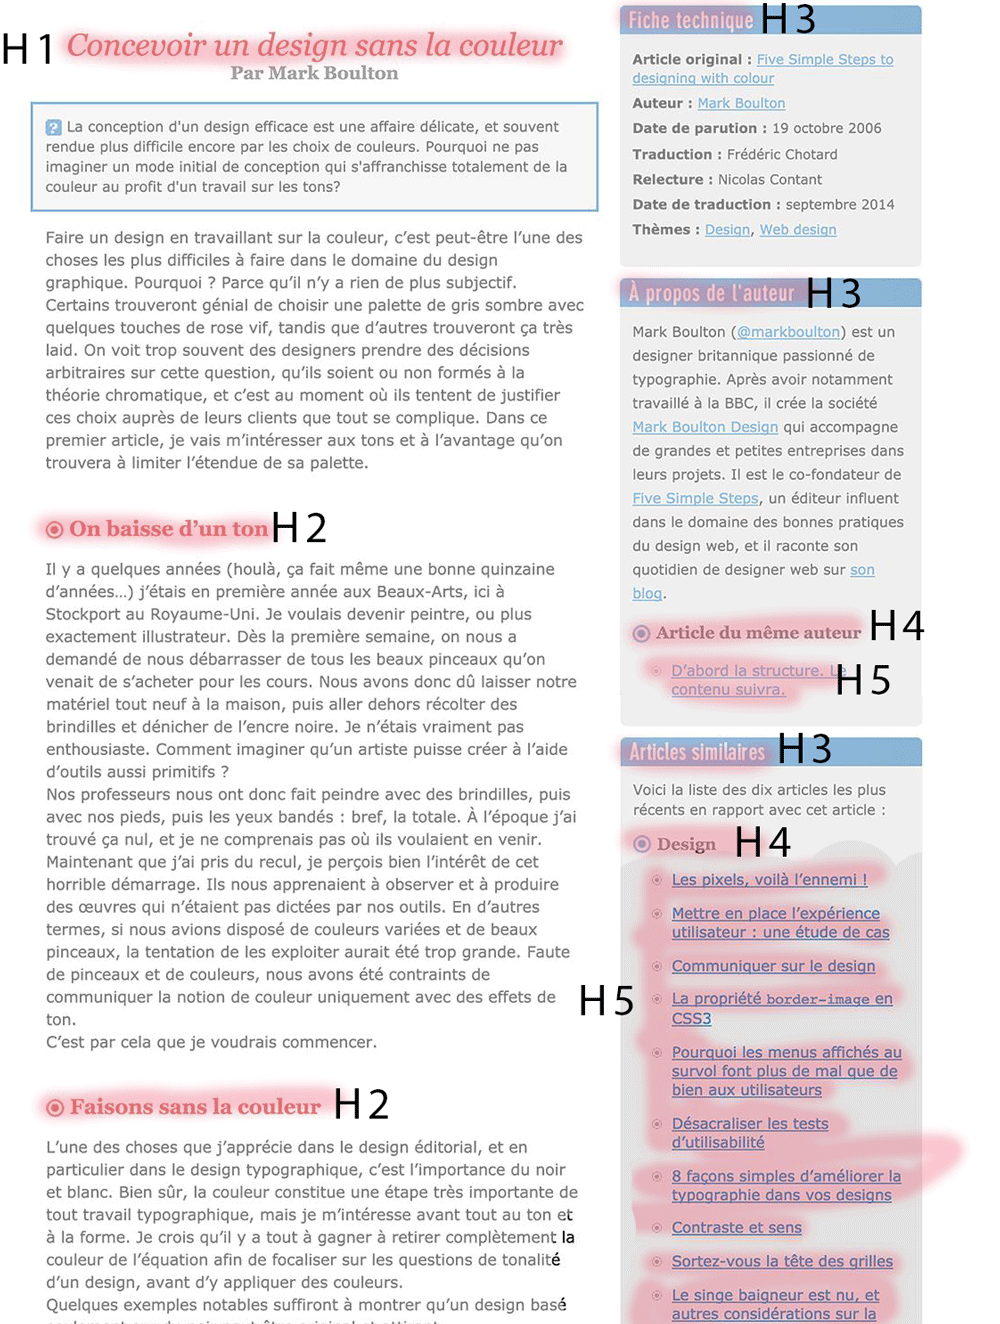 H1 Concevoir un design sans la couleur
Par Mark Boulton
La conception d'un design efficace est une affaire délicate, et souvent
rendue plus difficile encore par les choix de couleurs. Pourquoi ne pas
imaginer un mode initial de conception qui s'affranchisse totalement de la
couleur au profit d'un travail sur les tons?
Faire un design en travaillant sur la couleur, c’est peut-être l’une des
choses les plus difficiles à faire dans le domaine du design
graphique. Pourquoi ? Parce qu’il n’y a rien de plus subjectif.
Certains trouveront génial de choisir une palette de gris sombre avec
quelques touches de rose vif, tandis que d’autres trouveront ça très
laid. On voit trop souvent des designers prendre des décisions
arbitraires sur cette question, qu’ils soient ou non formés à la
théorie chromatique, et c’est au moment où ils tentent de justifier
ces choix auprès de leurs clients que tout se complique. Dans ce
premier article, je vais m’intéresser aux tons et à l’avantage qu’on
trouvera à limiter l’étendue de sa palette.
On baisse d’un ton H2
Il y a quelques années (houlà, ça fait même une bonne quinzaine
d’années…) j’étais en première année aux Beaux-Arts, ici à
Stockport au Royaume-Uni. Je voulais devenir peintre, ou plus
exactement illustrateur. Dès la première semaine, on nous a
demandé de nous débarrasser de tous les beaux pinceaux qu’on
venait de s’acheter pour les cours. Nous avons donc dû laisser notre
matériel tout neuf à la maison, puis aller dehors récolter des
brindilles et dénicher de l’encre noire. Je n’étais vraiment pas
enthousiaste. Comment imaginer qu’un artiste puisse créer à l’aide
d’outils aussi primitifs ?
Nos professeurs nous ont donc fait peindre avec des brindilles, puis
avec nos pieds, puis les yeux bandés : bref, la totale. À l’époque j’ai
trouvé ça nul, et je ne comprenais pas où ils voulaient en venir.
Maintenant que j’ai pris du recul, je perçois bien l’intérêt de cet
horrible démarrage. Ils nous apprenaient à observer et à produire
des œuvres qui n’étaient pas dictées par nos outils. En d’autres
termes, si nous avions disposé de couleurs variées et de beaux
pinceaux, la tentation de les exploiter aurait été trop grande. Faute
de pinceaux et de couleurs, nous avons été contraints de
communiquer la notion de couleur uniquement avec des effets de
ton.
C’est par cela que je voudrais commencer.
Faisons sans la couleur H2
L’une des choses que j’apprécie dans le design éditorial, et en
particulier dans le design typographique, c’est l’importance du noir
et blanc. Bien sûr, la couleur constitue une étape très importante de
tout travail typographique, mais je m’intéresse avant tout au ton et
à la forme. Je crois qu’il y a tout à gagner à retirer complètement la
couleur de l’équation afin de focaliser sur les questions de tonalité
d’un design, avant d’y appliquer des couleurs.
Quelques exemples notables suffiront à montrer qu’un design basé
Fiche technique H3
Article original : Five Simple Steps to
designing with colour
Auteur : Mark Boulton
Date de parution : 19 octobre 2006
Traduction : Frédéric Chotard
Relecture : Nicolas Contant
Date de traduction : septembre 2014
Thèmes : Design, Web design
À propos de l'auteur H3
Mark Boulton (@markboulton) est un
designer britannique passionné de
typographie. Après avoir notamment
travaillé à la BBC, il crée la société
Mark Boulton Design qui accompagne
de grandes et petites entreprises dans
leurs projets. Il est le co-fondateur de
Five Simple Steps, un éditeur influent
dans le domaine des bonnes pratiques
du design web, et il raconte son
quotidien de designer web sur son
blog.
Article du même auteur H4
D’abord la structure. Le
contenu suivra. H5
Articles similaires H3
Voici la liste des dix articles les plus
récents en rapport avec cet article :
Design H4
Les pixels, voilà l’ennemi !
Mettre en place l’expérience
utilisateur : une étude de cas
Communiquer sur le design
H5 La propriété border-image en
CSS3
Pourquoi les menus affichés au
survol font plus de mal que de
bien aux utilisateurs
Désacraliser les tests
d’utilisabilité
8 façons simples d’améliorer la
typographie dans vos designs
Contraste et sens
Sortez-vous la tête des grilles
Le singe baigneur est nu, et
autres considérations sur la